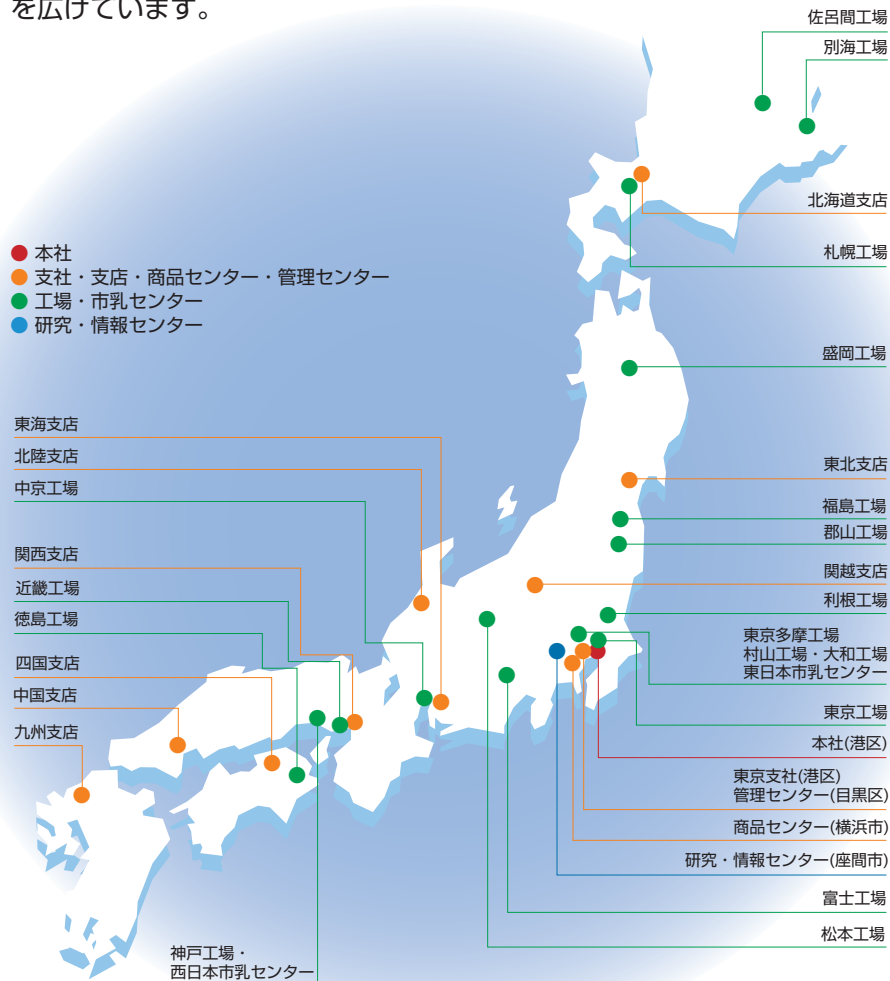 を広げています。
佐呂間工場
別海工場
北海道支店
札幌工場
本社
支社・支店・商品センター・管理センター
工場・市乳センター
研究・情報センター
盛岡工場
東海支店
北陸支店
中京工場
関西支店
近畿工場
徳島工場
四国支店
中国支店
九州支店
東北支店
福島工場
郡山工場
関越支店
利根工場
東京多摩工場
村山工場・大和工場
東日本市乳センター
東京工場
本社(港区)
東京支社(港区)
管理センター(目黒区)
商品センター(横浜市)
研究・情報センター(座間市)
富士工場
松本工場
神戸工場・
西日本市乳センター